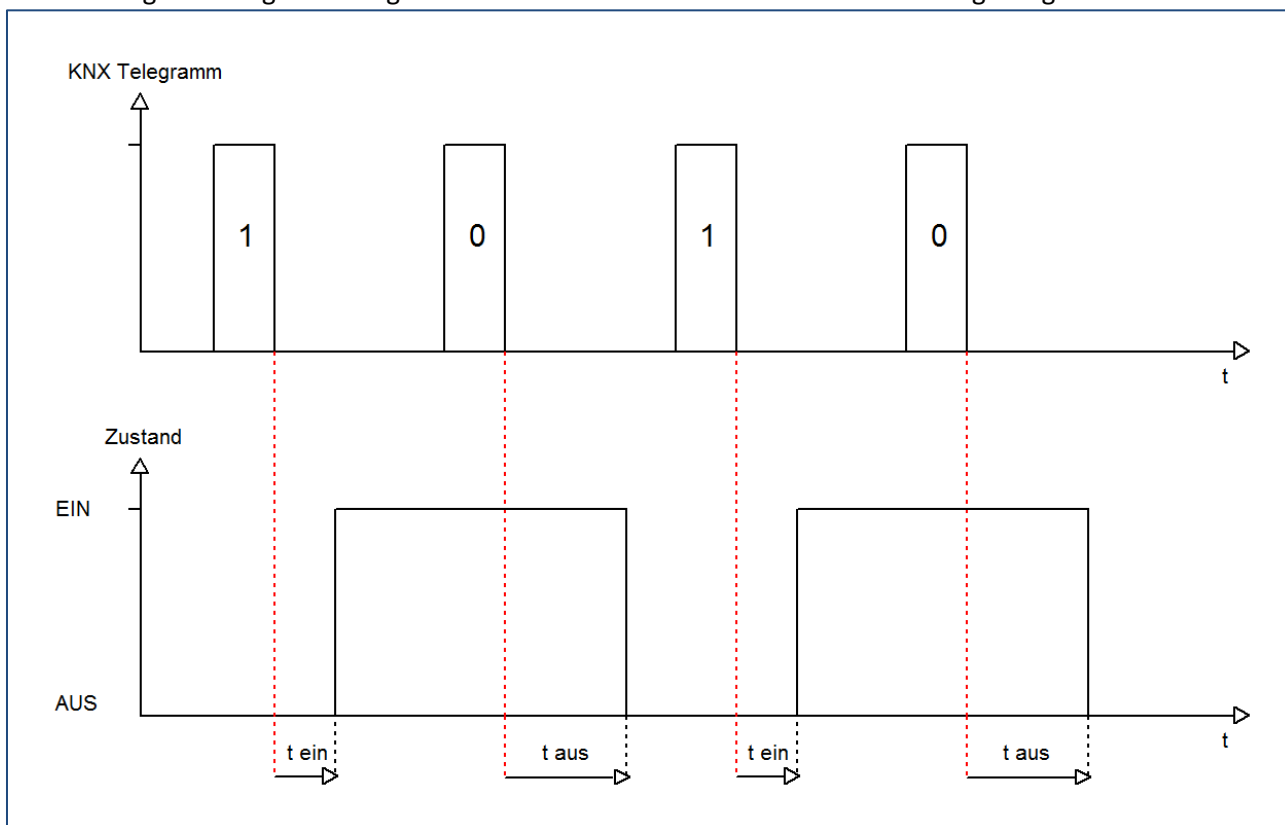 KNX Telegramm
1 0 1 0
t
Zustand
EIN
AUS
t
t ein t aus t ein t aus